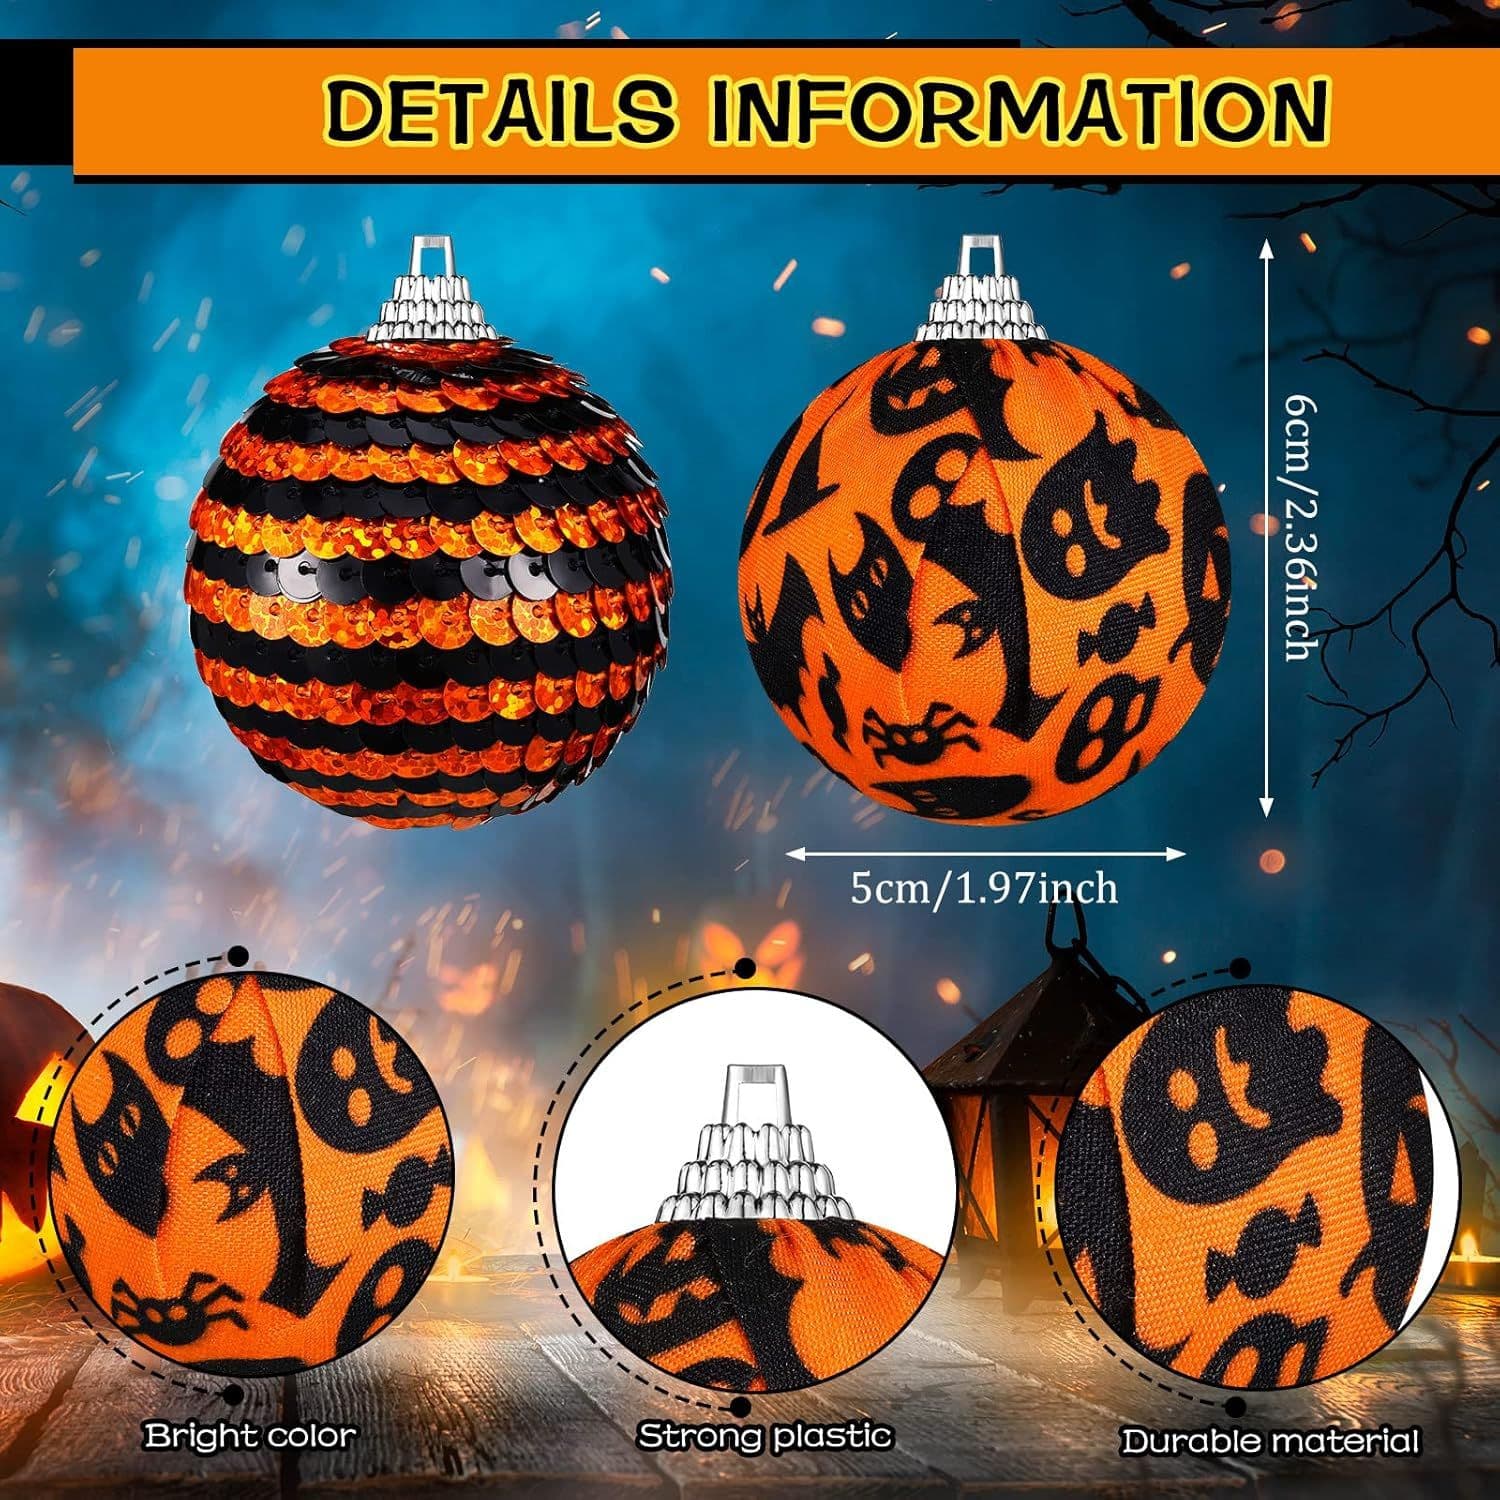 DETAILS INFORMATION
6cm/2.36inch
5cm/1.97inch
Bright color
Strong plastic
Durable material